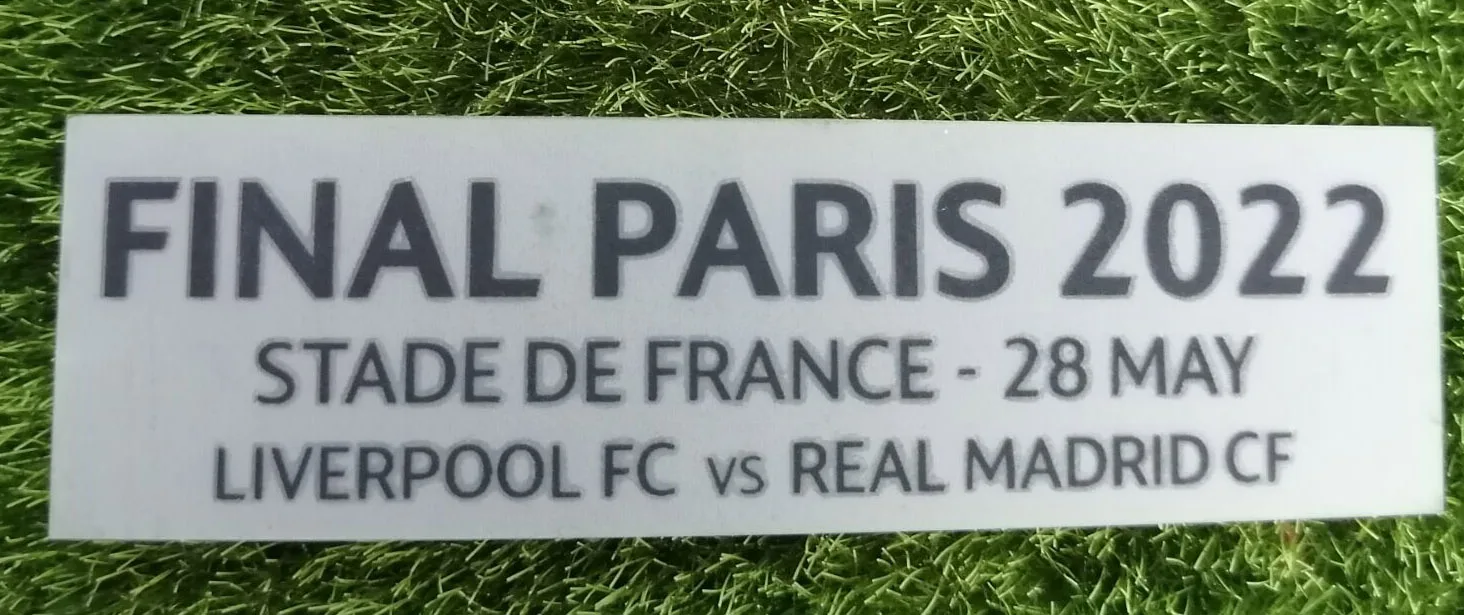 FINAL PARIS 2022
STADE DE FRANCE - 28 MAY
LIVERPOOL FC VS REAL MADRID CF